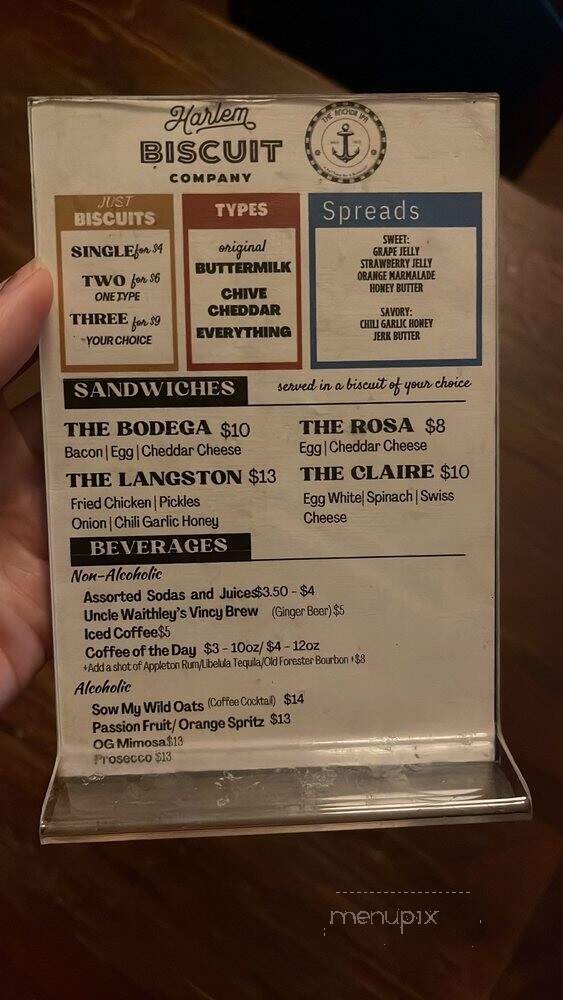 Harlem
BISCUIT
COMPANY
THE ANCHOR SPA
JUST
BISCUITS
SINGLE for $4
TWO for $6
ONE TYPE
THREE for $9
*YOUR CHOICE
TYPES
original
BUTTERMILK
CHIVE
CHEDDAR
EVERYTHING
Spreads
SWEET:
GRAPE JELLY
STRAWBERRY JELLY
ORANGE MARMALADE
HONEY BUTTER
SAVORY:
CHILI GARLIC HONEY
JERK BUTTER
SANDWICHES
served in a biscuit of your choice
THE BODEGA $10
Bacon | Egg | Cheddar Cheese
THE ROSA $8
Egg | Cheddar Cheese
THE LANGSTON $13
Fried Chicken | Pickles
Onion | Chili Garlic Honey
THE CLAIRE $10
Egg White| Spinach | Swiss
Cheese
BEVERAGES
Non-Alcoholic
Assorted Sodas and Juices$3.50 - $4
Uncle Waithley's Vincy Brew (Ginger Beer) $5
Iced Coffee$5
Coffee of the Day $3 - 10oz/ $4 - 12oz
+Add a shot of Appleton Rum/Libelula Tequila/Old Forester Bourbon +$8
Alcoholic
Sow My Wild Oats (Coffee Cocktail) $14
Passion Fruit/ Orange Spritz $13
OG Mimosa$13
Prosecco $13
menupix